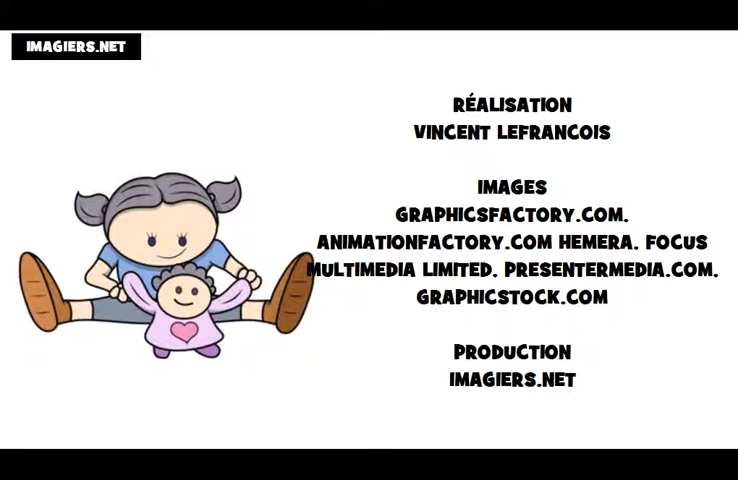 IMAGIERS.NET
RÉALISATION
VINCENT LEFRANCOIS
IMAGES
GRAPHICSFACTORY.COM,
ANIMATIONFACTORY.COM HEMERA, FOCUS
MULTIMEDIA LIMITED, PRESENTERMEDIA.COM,
GRAPHICSTOCK.COM
PRODUCTION
IMAGIERS.NET